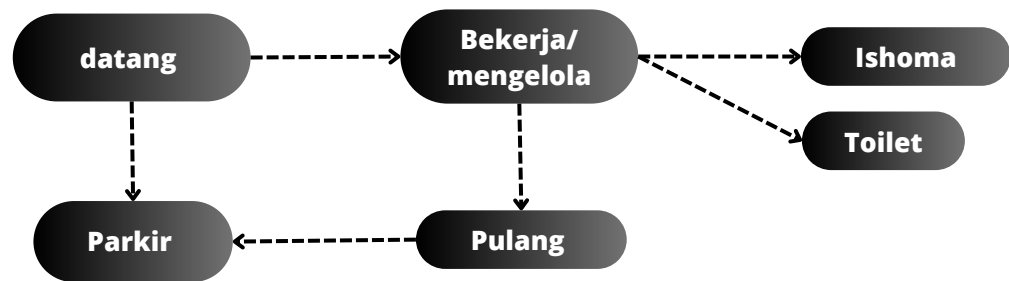 datang
Bekerja/
mengelola
Ishoma
Toilet
Parkir
Pulang